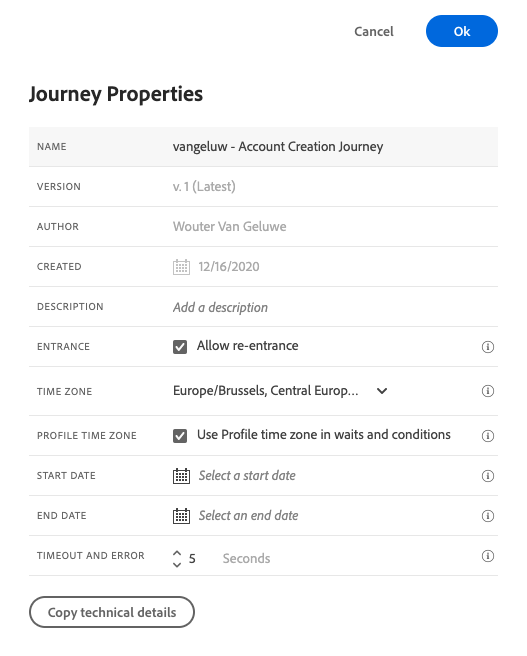 Cancel
Ok
Journey Properties
NAME vangeluw - Account Creation Journey
VERSION v. 1 (Latest)
AUTHOR Wouter Van Geluwe
CREATED 12/16/2020
DESCRIPTION Add a description
ENTRANCE Allow re-entrance
TIME ZONE Europe/Brussels, Central Europ...
PROFILE TIME ZONE Use Profile time zone in waits and conditions
START DATE Select a start date
END DATE Select an end date
TIMEOUT AND ERROR 5 Seconds
Copy technical details